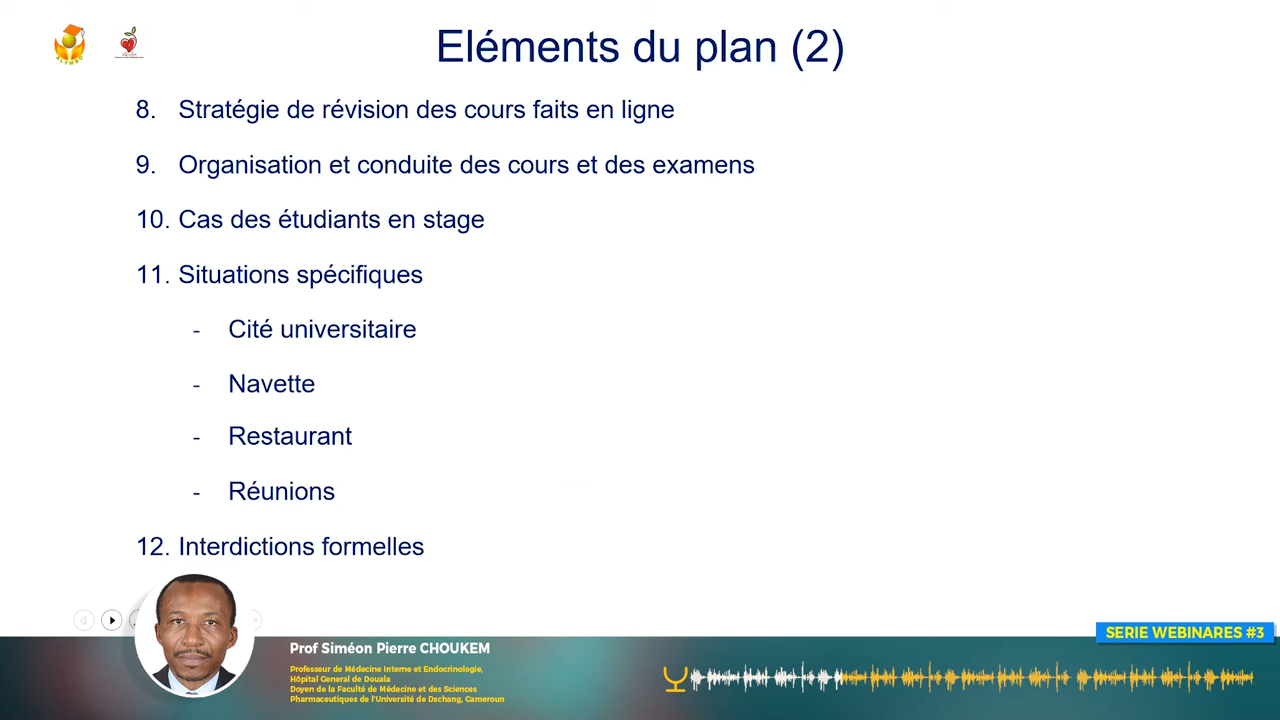 Eléments du plan (2)
8. Stratégie de révision des cours faits en ligne
9. Organisation et conduite des cours et des examens
10. Cas des étudiants en stage
11. Situations spécifiques
- Cité universitaire
- Navette
- Restaurant
- Réunions
12. Interdictions formelles
SERIE WEBINARES #3
Prof Siméon Pierre CHOUKEM
Professeur de Médecine Interne et Endocrinologie,
Hôpital General de Douala
Doyen de la Faculté de Médecine et des Sciences
Pharmaceutiques de l'Université de Dschang, Cameroun